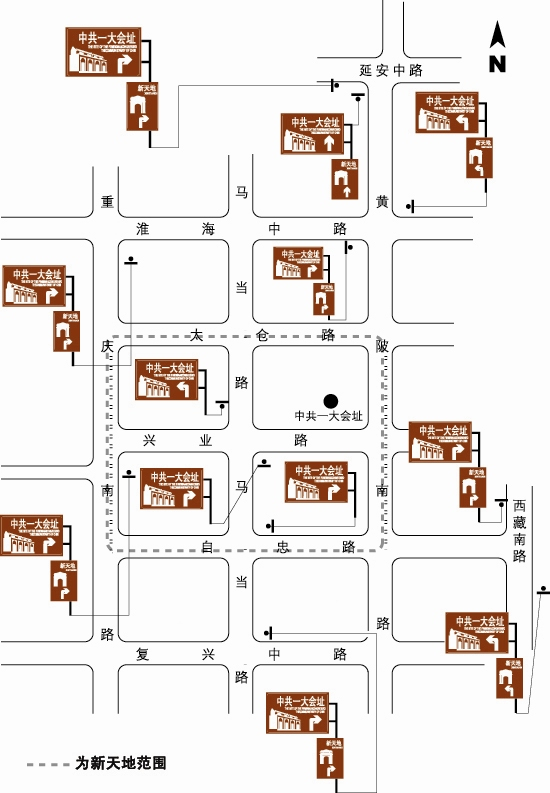 中共一大会址
新天地
N
延安中路
中共一大会址
新天地
中共一大会址
新天地
重庆南路
马当路
马当路
黄陂南路
淮海中路
中共一大会址
新天地
中共一大会址
新天地
太仓路
中共一大会址
中共一大会址
兴业路
中共一大会址
新天地
中共一大会址
中共一大会址
西藏南路
中共一大会址
新天地
自忠路
中共一大会址
新天地
复兴中路
中共一大会址
新天地
为新天地范围